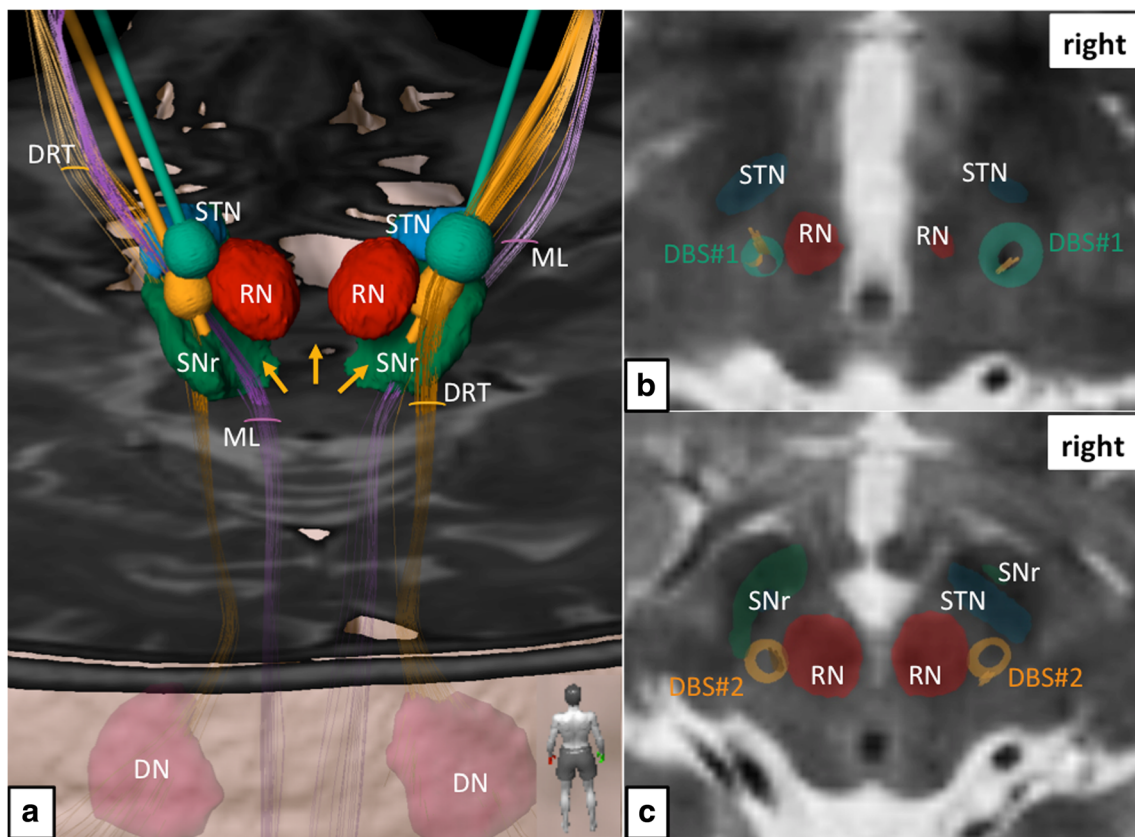 DRT
STN
STN
ML
RN
RN
SNr
SNr
DRT
ML
DN
DN
a
right
STN
STN
RN
RN
DBS#1
DBS#1
b
right
SNr
SNr
STN
RN
RN
DBS#2
DBS#2
c